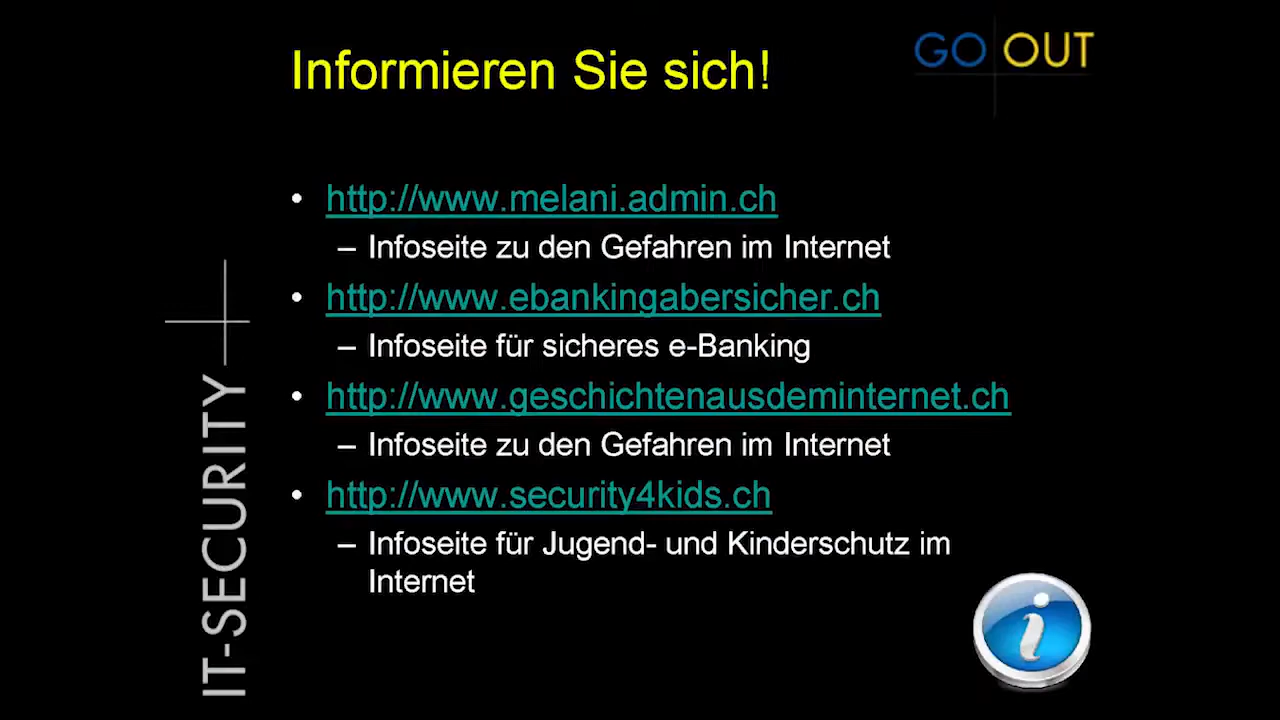 Informieren Sie sich!
GO OUT
• http://www.melani.admin.ch
– Infoseite zu den Gefahren im Internet
• http://www.ebankingabersicher.ch
– Infoseite für sicheres e-Banking
• http://www.geschichtenausdeminternet.ch
– Infoseite zu den Gefahren im Internet
• http://www.security4kids.ch
– Infoseite für Jugend- und Kinderschutz im
Internet
IT-SECURITY
i